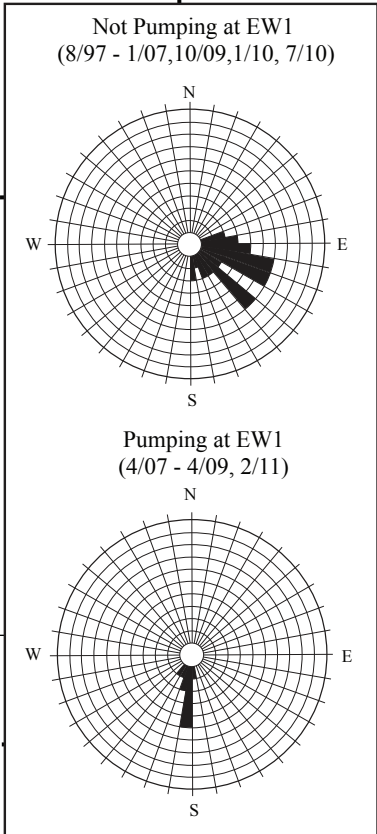 Not Pumping at EW1
(8/97 - 1/07,10/09,1/10, 7/10)
N
W
E
S
Pumping at EW1
(4/07 - 4/09, 2/11)
N
W
E
S